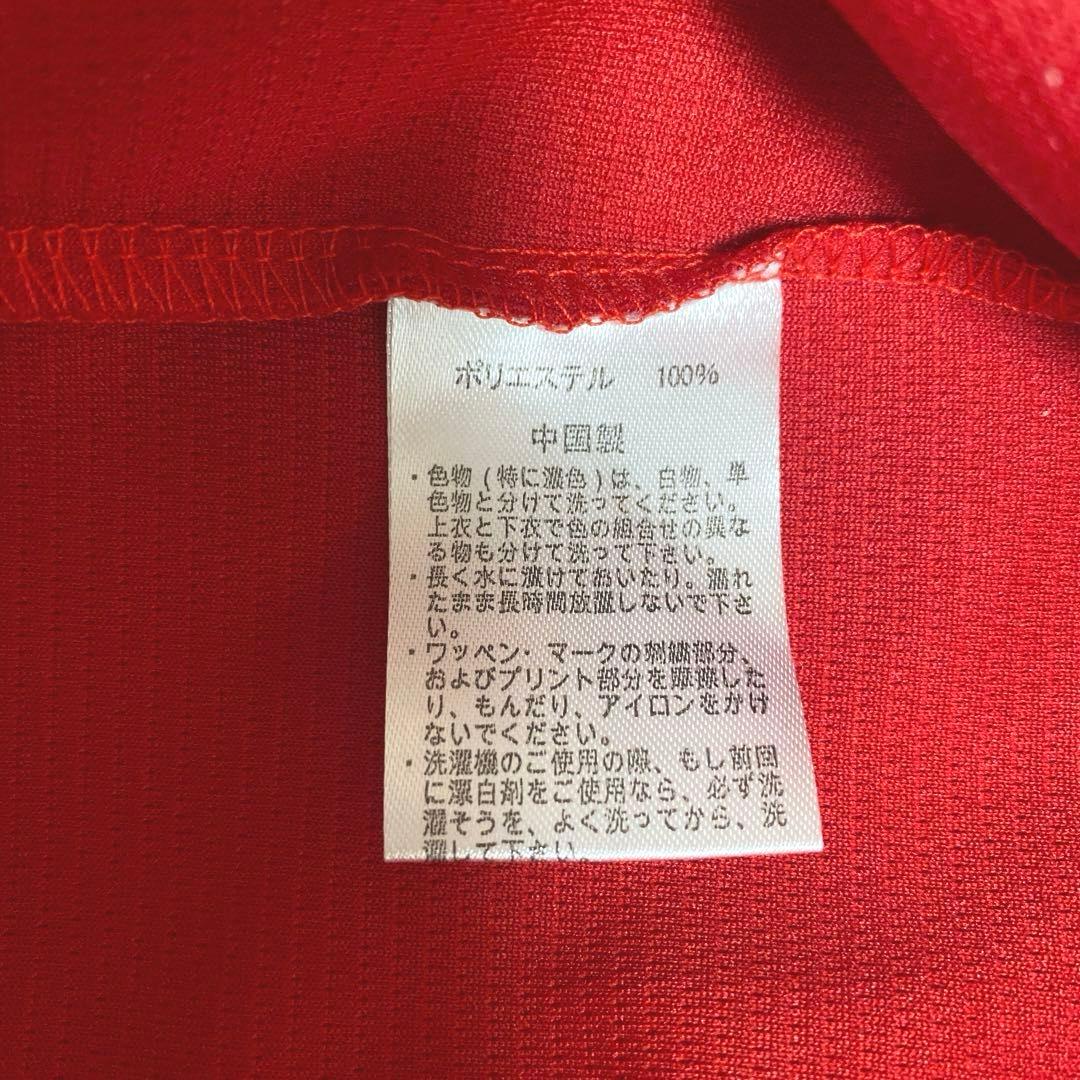 ポリエステル 100%
中国製
・色物(特に濃色)は、白物、単
色物と分けて洗ってください。
上衣と下衣で色の組合せの異な
る物も分けて洗って下さい。
・長く水に漬けておいたり。濡れ
たまま長時間放置しないで下さ
い。
・ワッペン・マークの刺繍部分、
およびプリント部分を摩擦した
り、もんだり、アイロンをかけ
ないでください。
・洗濯機のご使用の際、もし前回
に漂白剤をご使用なら、必ず洗
濯そうを、よく洗ってから、洗
濯して下さい。